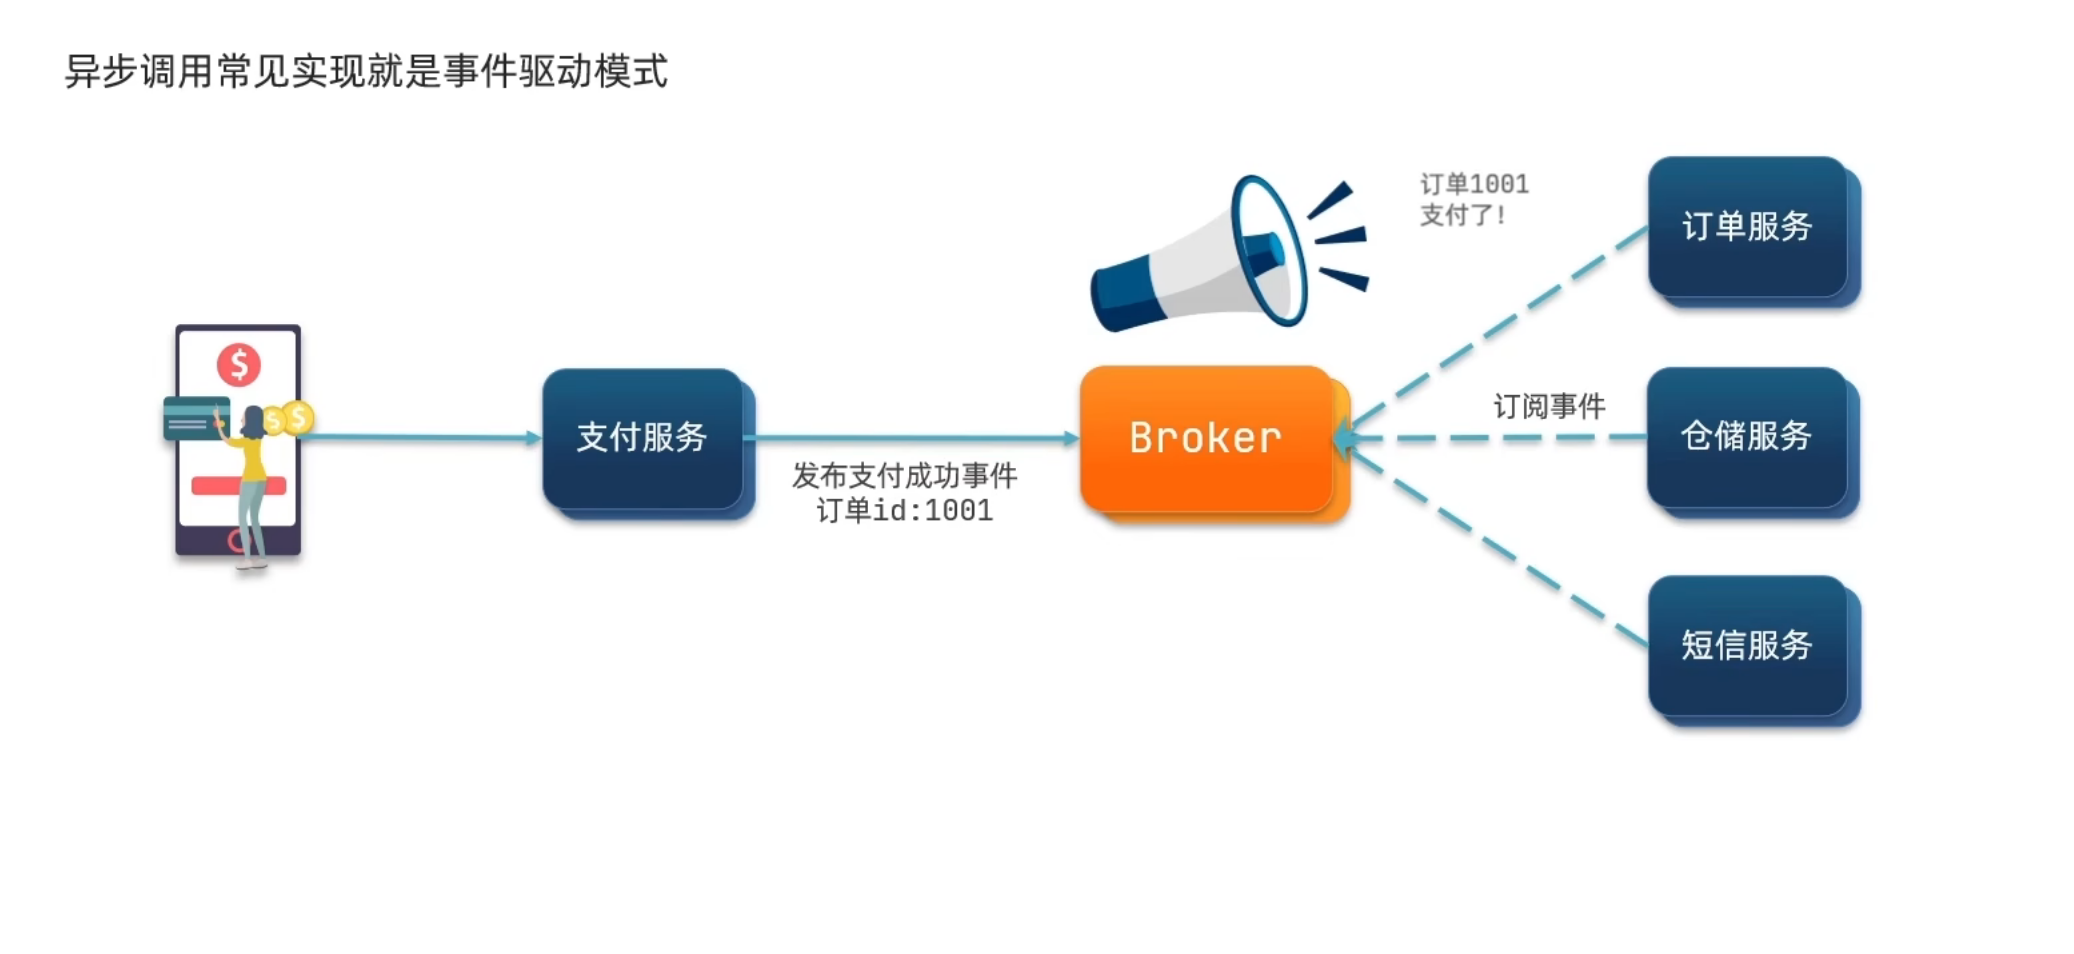 异步调用常见实现就是事件驱动模式
订单1001
支付了!
订单服务
支付服务
发布支付成功事件
订单id:1001
Broker
订阅事件
仓储服务
短信服务
$
$
$